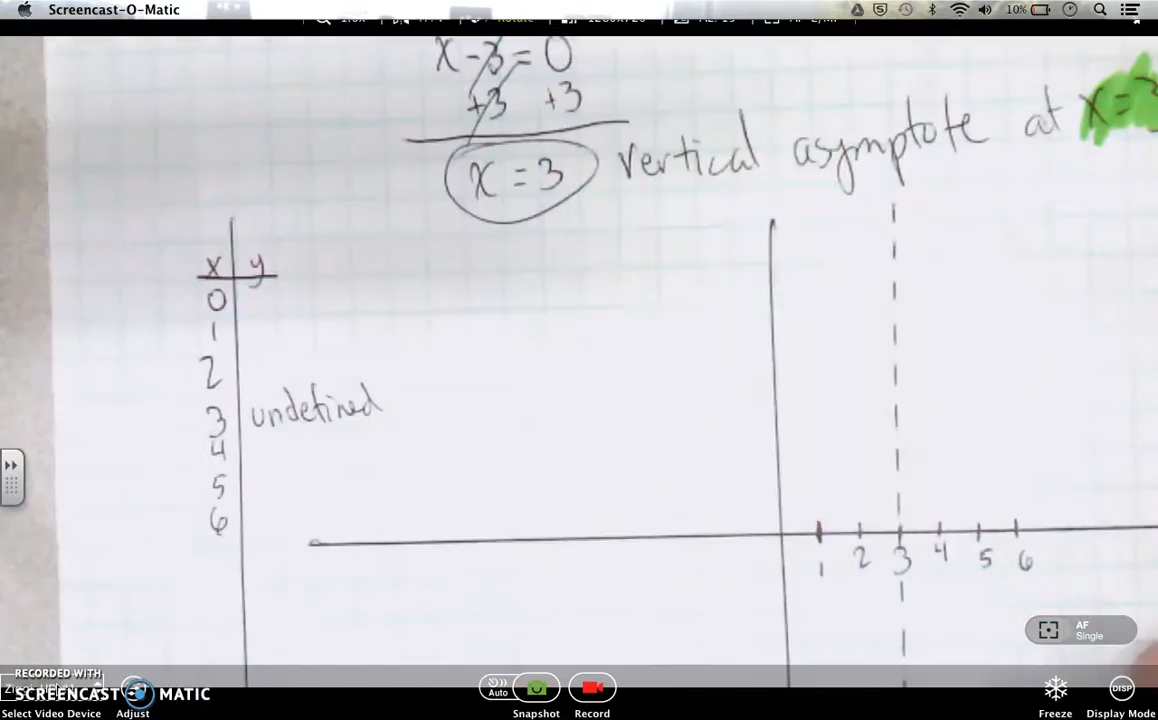 Screencast-O-Matic
10%
x - 3 = 0
+3 +3
x = 3 vertical asymptote at x = 3
x y
0
1
2
3 undefined
4
5
6
1 2 3 4 5 6
AF
Single
RECORDED WITH
SCREENCAST MATIC
Auto
Select Video Device Adjust Snapshot Record Freeze Display Mode
DISP